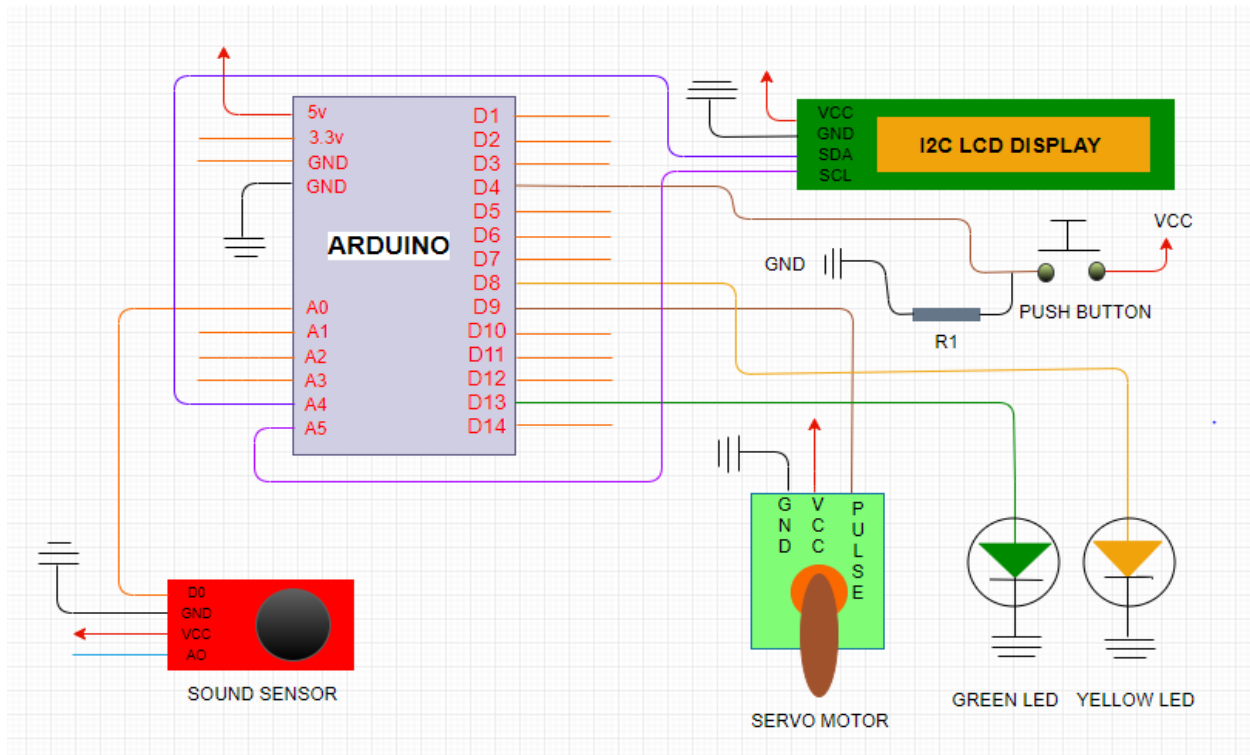 5v
3.3v
GND
GND
ARDUINO
A0
A1
A2
A3
A4
A5
D1
D2
D3
D4
D5
D6
D7
D8
D9
D10
D11
D12
D13
D14
VCC
GND
SDA
SCL
I2C LCD DISPLAY
VCC
GND
PUSH BUTTON
R1
GND
VCC
PULSE
SERVO MOTOR
D0
GND
VCC
AO
SOUND SENSOR
GREEN LED
YELLOW LED